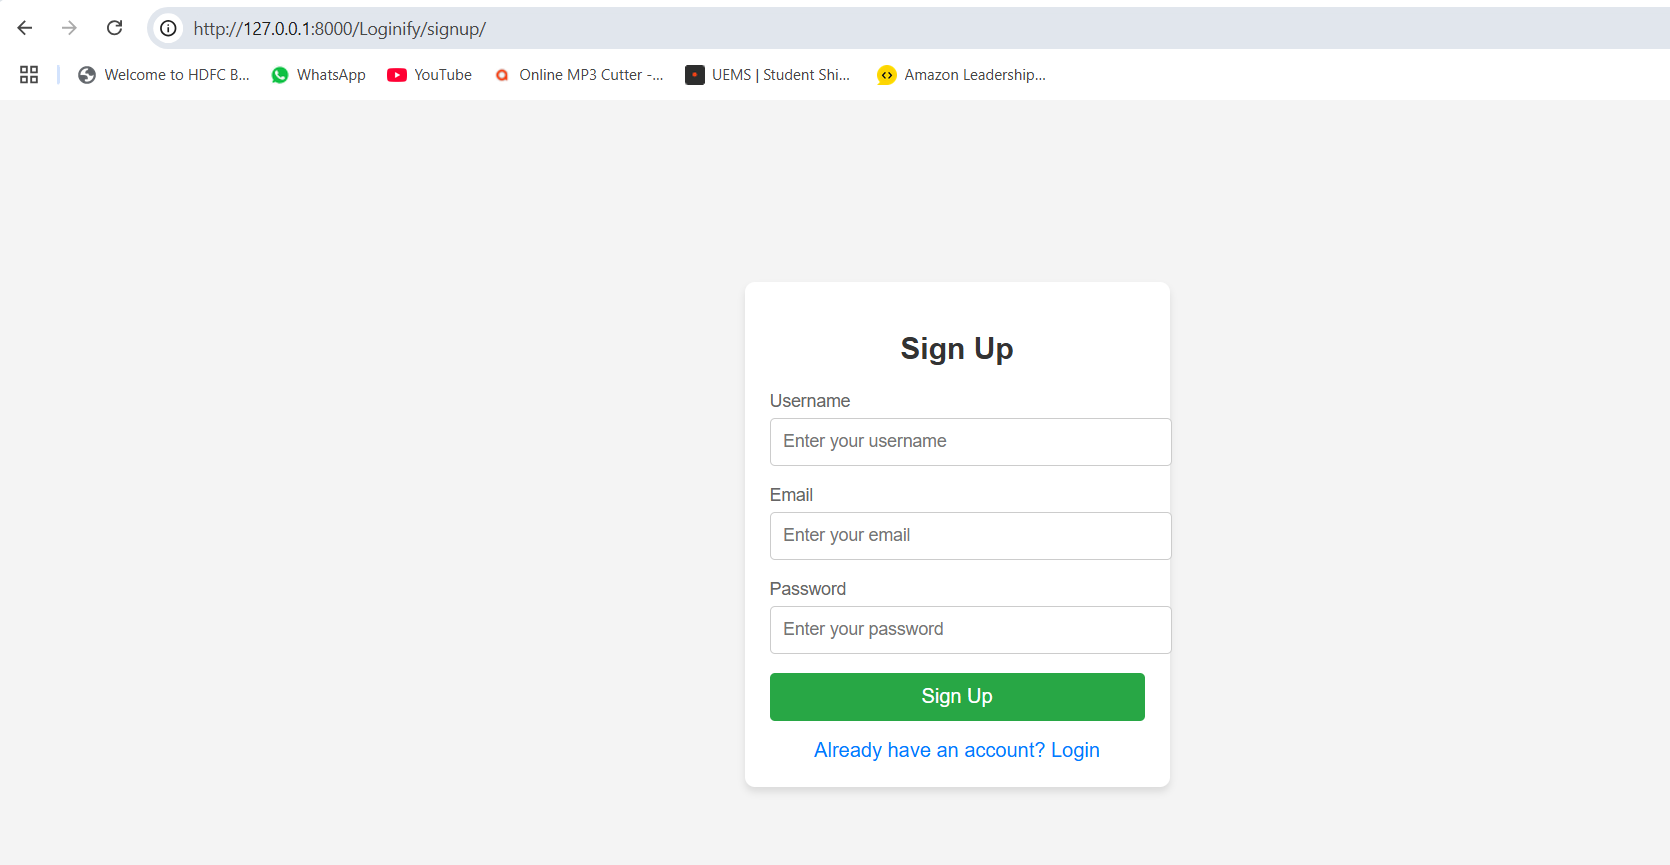 http://127.0.0.1:8000/Loginify/signup/
Welcome to HDFC B... WhatsApp YouTube Online MP3 Cutter -... UEMS | Student Shi... Amazon Leadership...
Sign Up
Username
Enter your username
Email
Enter your email
Password
Enter your password
Sign Up
Already have an account? Login